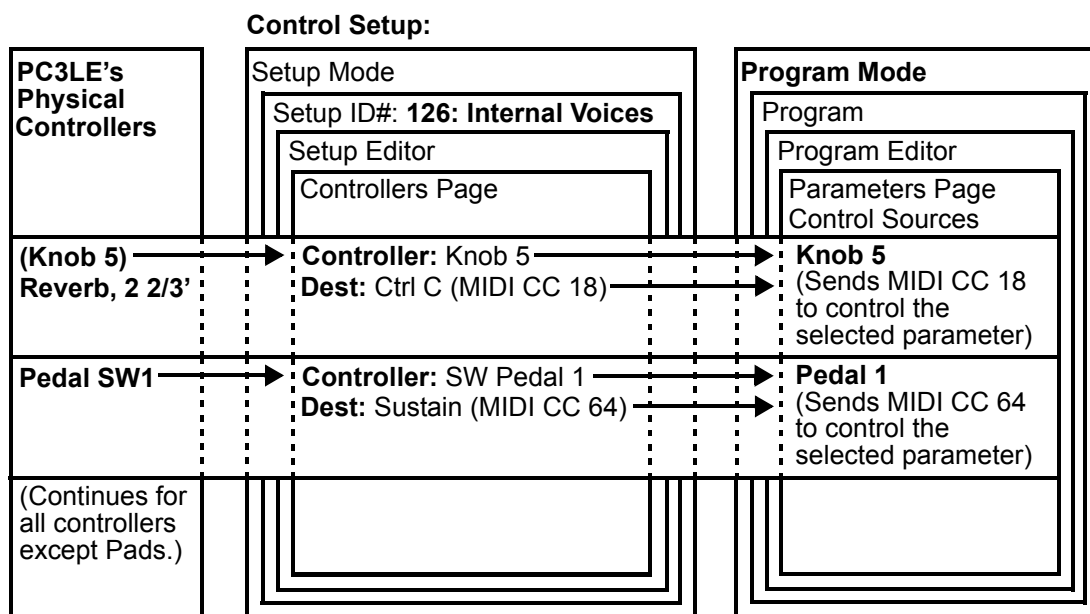 Control Setup:
PC3LE's
Physical
Controllers
Setup Mode
Setup ID#: 126: Internal Voices
Setup Editor
Controllers Page
Program Mode
Program
Program Editor
Parameters Page
Control Sources
(Knob 5)
Reverb, 2 2/3'
Controller: Knob 5
Dest: Ctrl C (MIDI CC 18)
Knob 5
(Sends MIDI CC 18
to control the
selected parameter)
Pedal SW1
Controller: SW Pedal 1
Dest: Sustain (MIDI CC 64)
Pedal 1
(Sends MIDI CC 64
to control the
selected parameter)
(Continues for
all controllers
except Pads.)